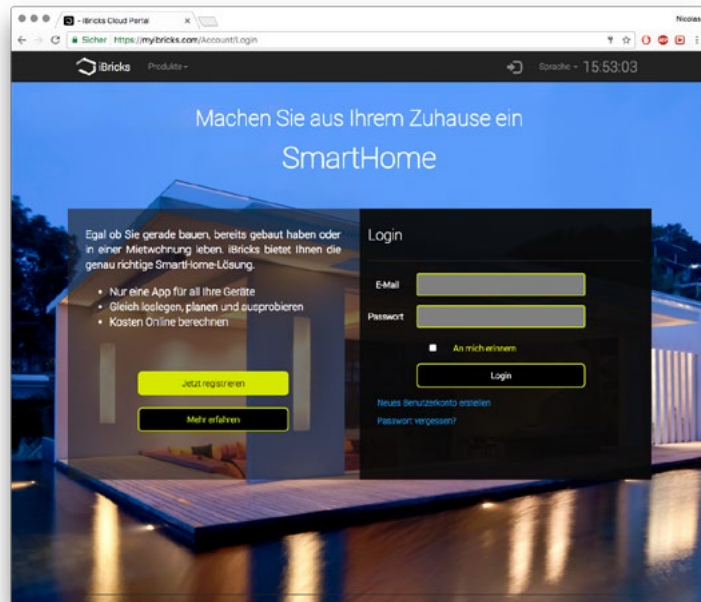 - iBricks Cloud Portal
Nicolas
Sicher https://myibricks.com/Account/Login
iBricks
Produkte
Sprache
15:53:03
Machen Sie aus Ihrem Zuhause ein
SmartHome
Egal ob Sie gerade bauen, bereits gebaut haben oder
in einer Mietwohnung leben. iBricks bietet Ihnen die
genau richtige SmartHome-Lösung.
• Nur eine App für all Ihre Geräte
• Gleich loslegen, planen und ausprobieren
• Kosten Online berechnen
Jetzt registrieren
Mehr erfahren
Login
E-Mail
Passwort
An mich erinnern
Login
Neues Benutzerkonto erstellen
Passwort vergessen?